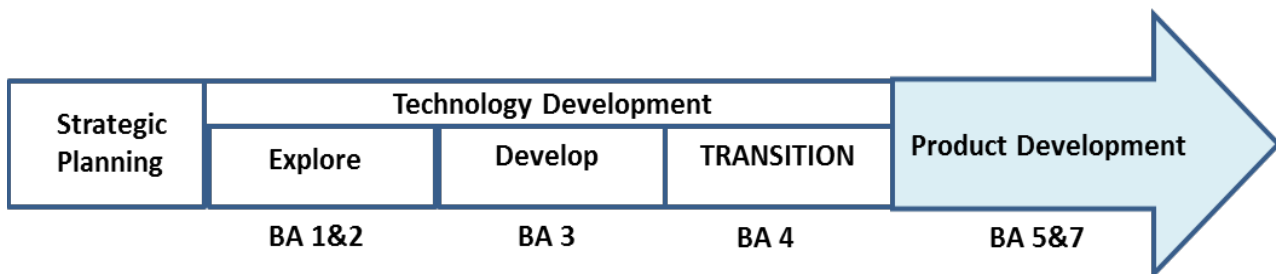 Strategic
Planning
Technology Development
Explore
Develop
TRANSITION
Product Development
BA 1&2
BA 3
BA 4
BA 5&7